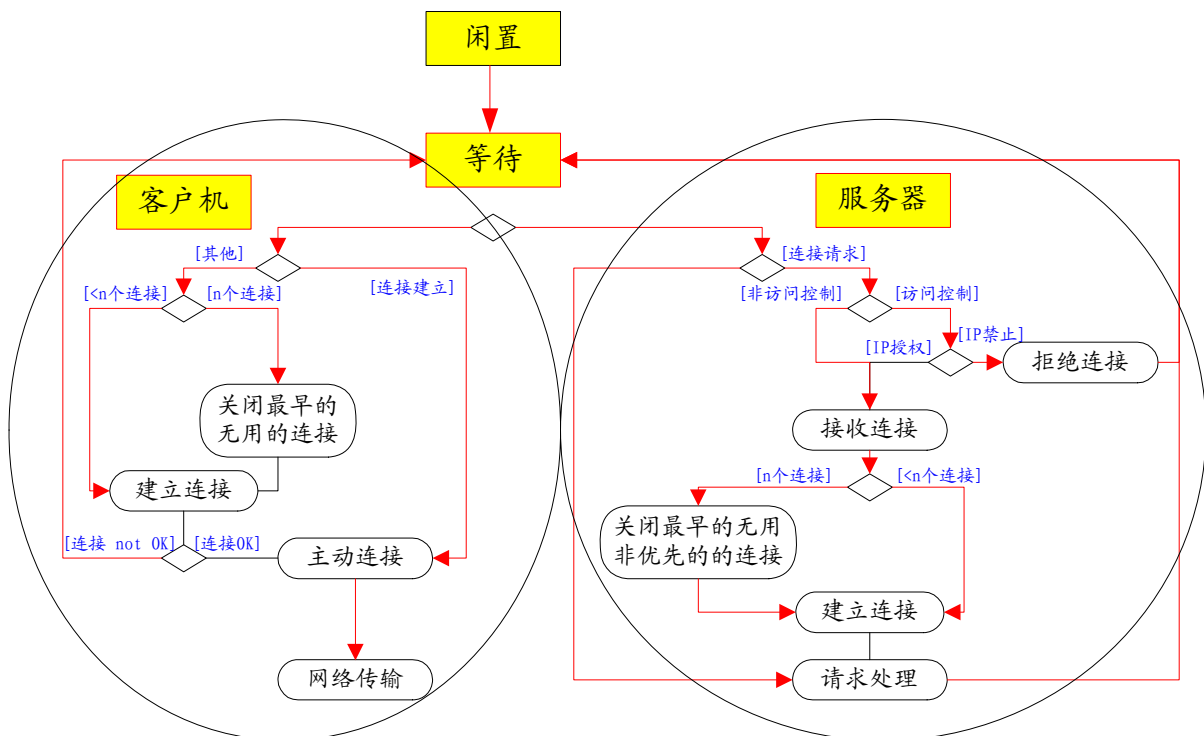 闲置
等待
客户机
服务器
[其他]
[连接请求]
[<n个连接]
[n个连接]
[连接建立]
[非访问控制]
[访问控制]
[IP授权]
[IP禁止]
拒绝连接
关闭最早的
无用的连接
接收连接
建立连接
[n个连接]
[<n个连接]
关闭最早的无用
非优先的的连接
[连接 not OK]
[连接OK]
主动连接
建立连接
网络传输
请求处理